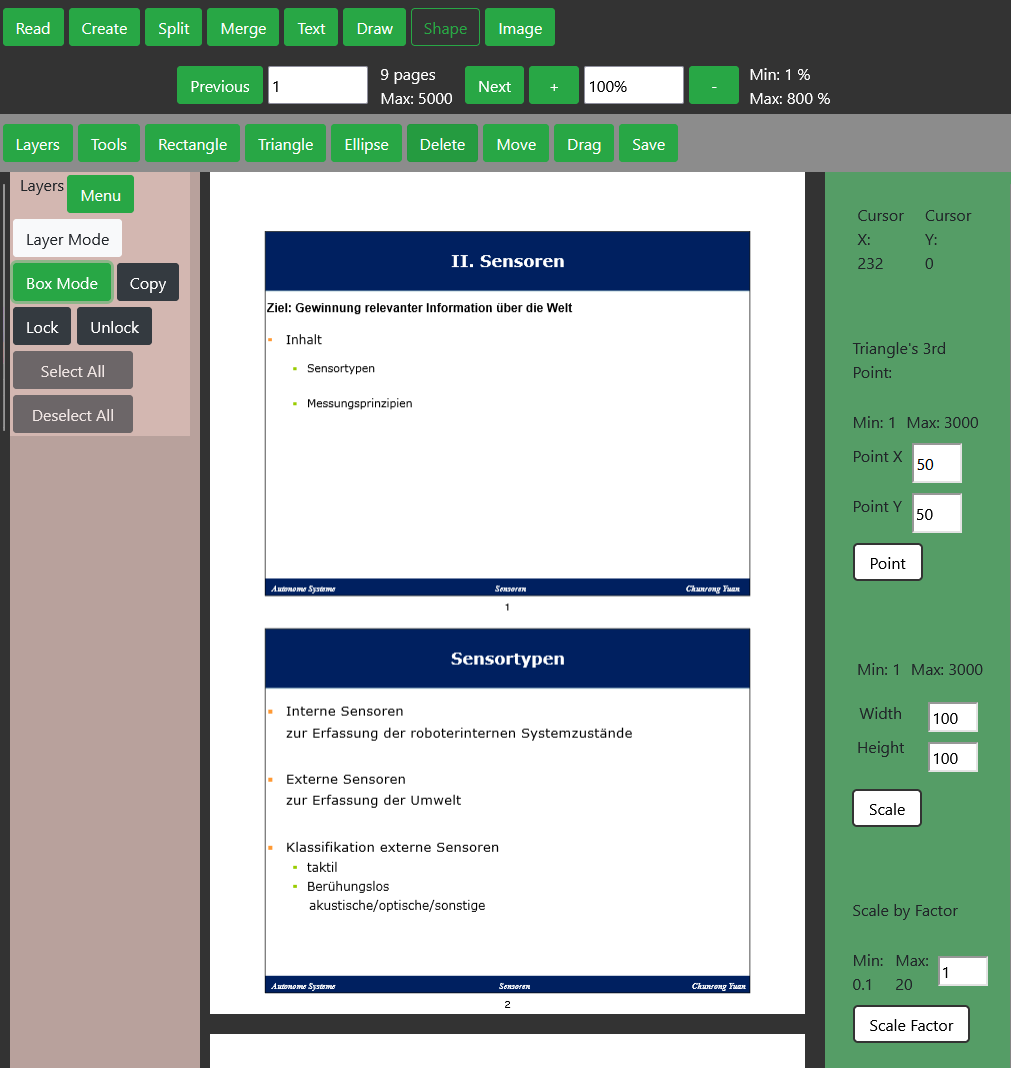 Read Create Split Merge Text Draw Shape Image
Previous 1 9 pages Next + 100% - Min: 1 %
Max: 5000 Max: 800 %
Layers Tools Rectangle Triangle Ellipse Delete Move Drag Save
Layers Menu
Layer Mode
Box Mode Copy
Lock Unlock
Select All
Deselect All
II. Sensoren
Ziel: Gewinnung relevanter Information über die Welt
Inhalt
Sensortypen
Messungsprinzipien
Autonome Systeme Sensoren Chunrong Yuan
1
Sensortypen
Interne Sensoren
zur Erfassung der roboterinternen Systemzustände
Externe Sensoren
zur Erfassung der Umwelt
Klassifikation externe Sensoren
taktil
Berührungslos
akustische/optische/sonstige
Autonome Systeme Sensoren Chunrong Yuan
2
Cursor Cursor
X: Y:
232 0
Triangle's 3rd
Point:
Min: 1 Max: 3000
Point X 50
Point Y 50
Point
Min: 1 Max: 3000
Width 100
Height 100
Scale
Scale by Factor
Min: Max: 1
0.1 20
Scale Factor